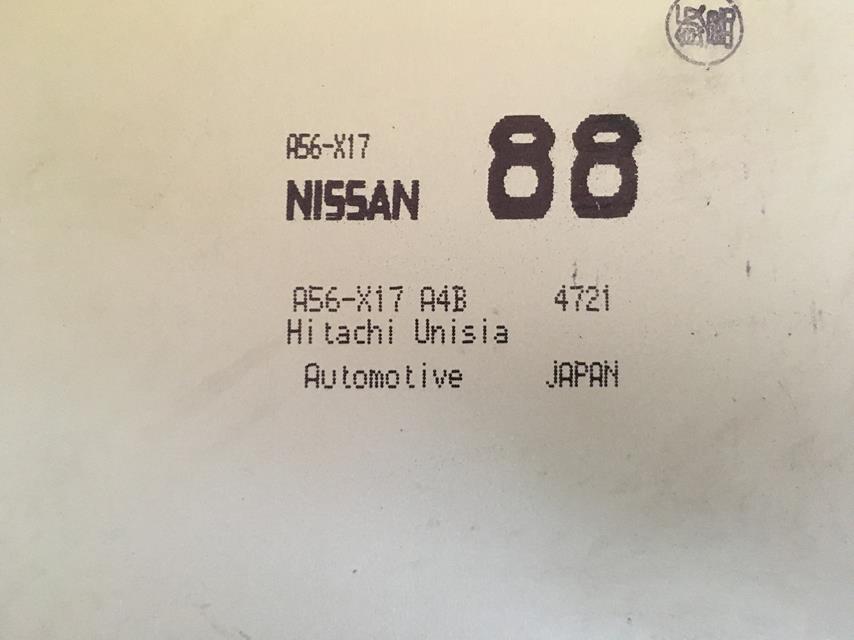 A56-X17
NISSAN 88
A56-X17 A4B 4721
Hitachi Unisia
Automotive JAPAN